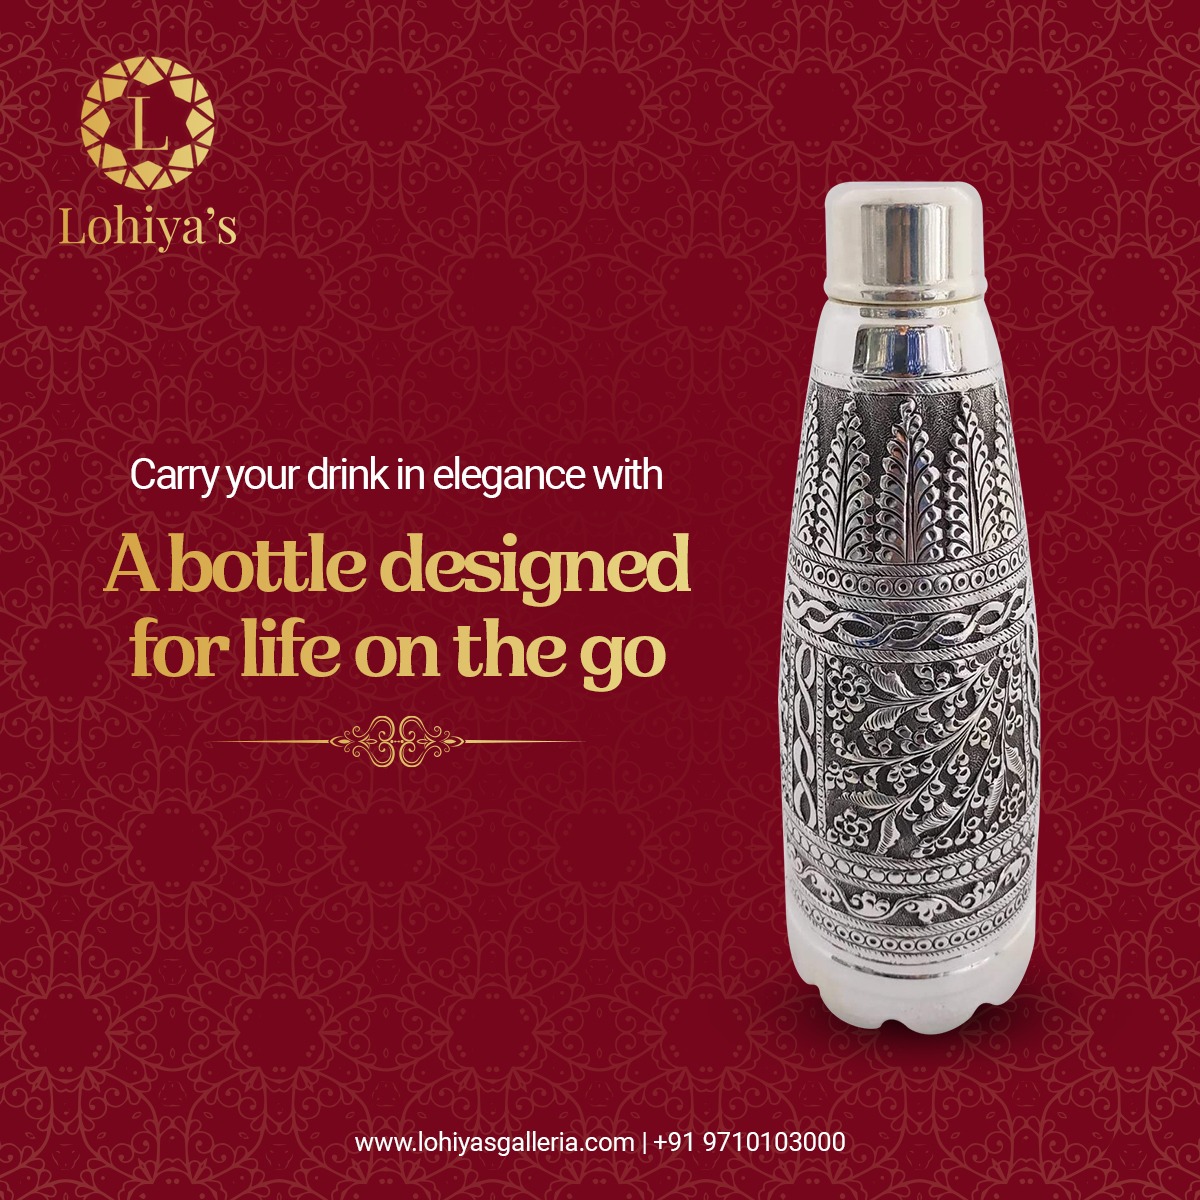 L
Lohiya's
Carry your drink in elegance with
A bottle designed
for life on the go
www.lohiyasgalleria.com | +91 9710103000